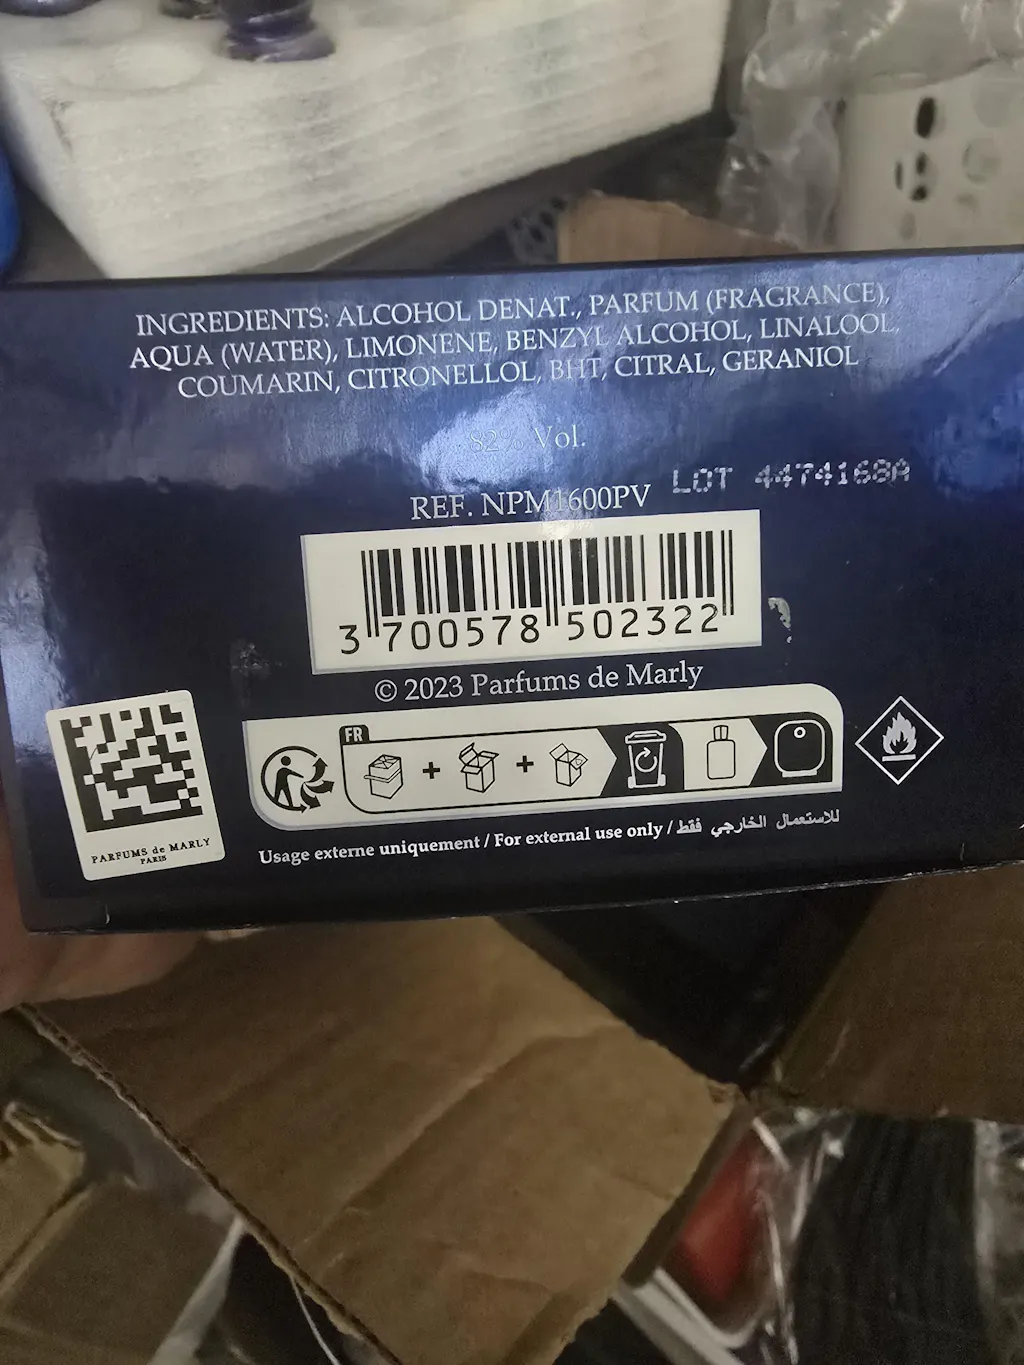 INGREDIENTS: ALCOHOL DENAT., PARFUM (FRAGRANCE),
AQUA (WATER), LIMONENE, BENZYL ALCOHOL, LINALOOL,
COUMARIN, CITRONELLOL, BHT, CITRAL, GERANIOL
82% Vol.
REF. NPM1600PV
LOT 4474168A
3 700578 502322
© 2023 Parfums de Marly
FR
PARFUMS de MARLY
PARIS
Usage externe uniquement / For external use only / للاستعمال الخارجي فقط